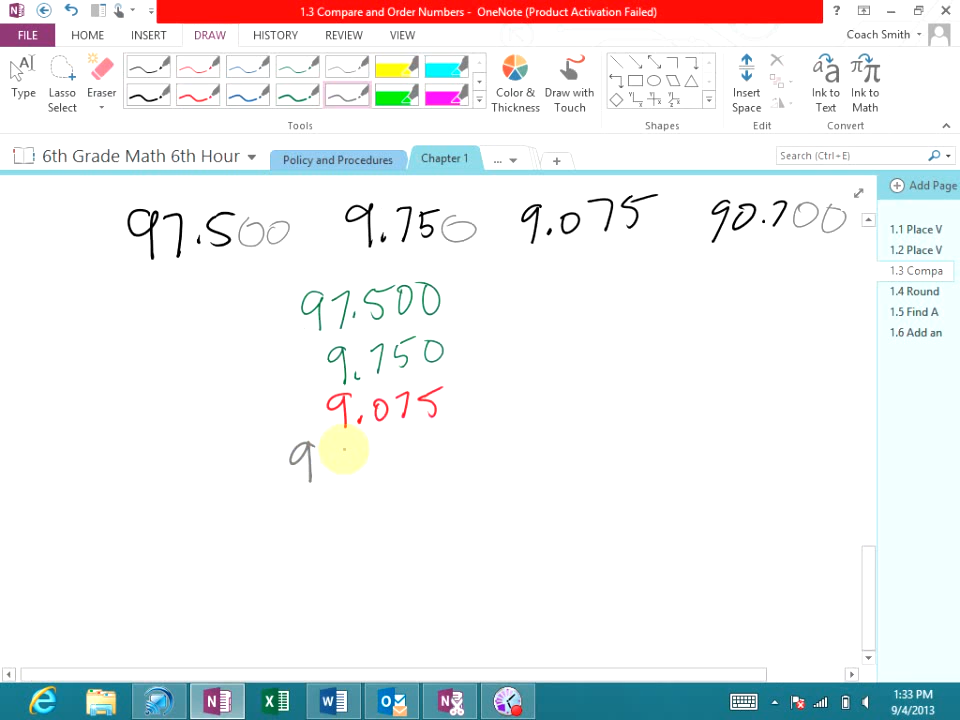 1.3 Compare and Order Numbers - OneNote (Product Activation Failed)
FILE HOME INSERT DRAW HISTORY REVIEW VIEW Coach Smith
Type Lasso Select Eraser Color & Thickness Draw with Touch Insert Space Ink to Text Ink to Math
Tools Shapes Edit Convert
6th Grade Math 6th Hour Policy and Procedures Chapter 1 ... Search (Ctrl+E)
Add Page
97.500 9.750 9.075 90.700
1.1 Place V
1.2 Place V
1.3 Compa
1.4 Round
1.5 Find A
1.6 Add an
97.500
9.750
9.075
9
1:33 PM
9/4/2013